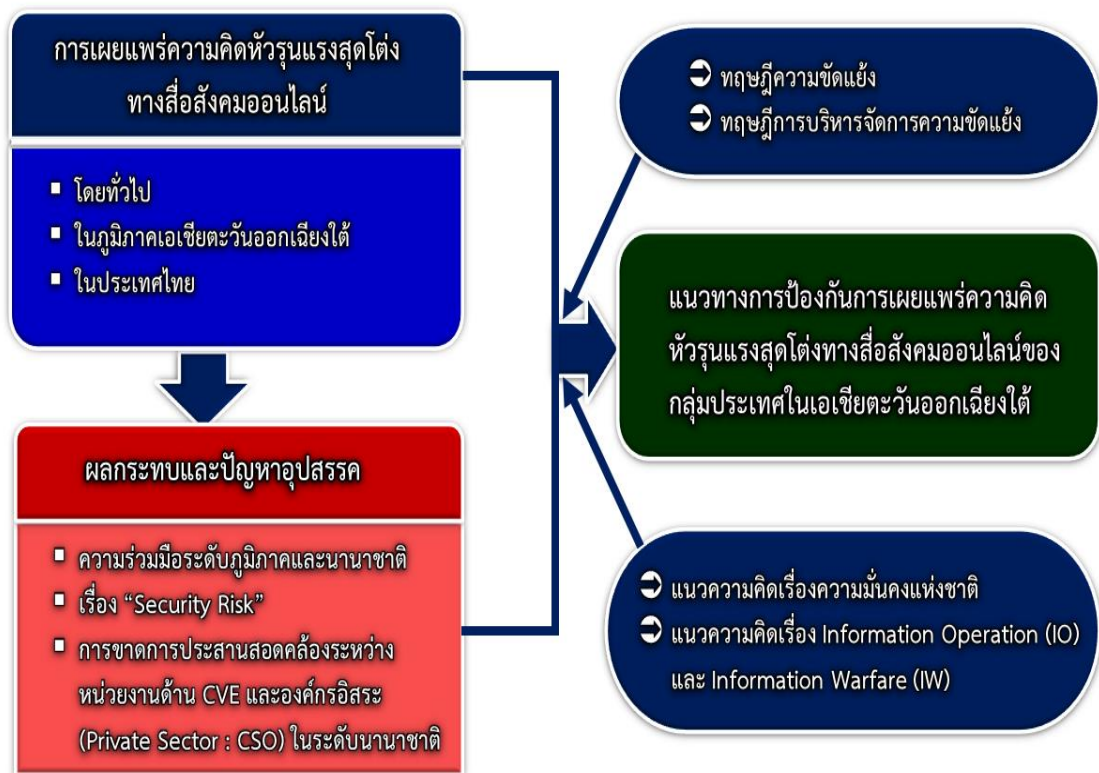 การเผยแพร่ความคิดหัวรุนแรงสุดโต่ง
ทางสื่อสังคมออนไลน์
▪ โดยทั่วไป
▪ ในภูมิภาคเอเชียตะวันออกเฉียงใต้
▪ ในประเทศไทย
ผลกระทบและปัญหาอุปสรรค
▪ ความร่วมมือระดับภูมิภาคและนานาชาติ
▪ เรื่อง “Security Risk”
▪ การขาดการประสานสอดคล้องระหว่าง
หน่วยงานด้าน CVE และองค์กรอิสระ
(Private Sector : CSO) ในระดับนานาชาติ
➲ ทฤษฎีความขัดแย้ง
➲ ทฤษฎีการบริหารจัดการความขัดแย้ง
แนวทางการป้องกันการเผยแพร่ความคิด
หัวรุนแรงสุดโต่งทางสื่อสังคมออนไลน์ของ
กลุ่มประเทศในเอเชียตะวันออกเฉียงใต้
➲ แนวความคิดเรื่องความมั่นคงแห่งชาติ
➲ แนวความคิดเรื่อง Information Operation (IO)
และ Information Warfare (IW)